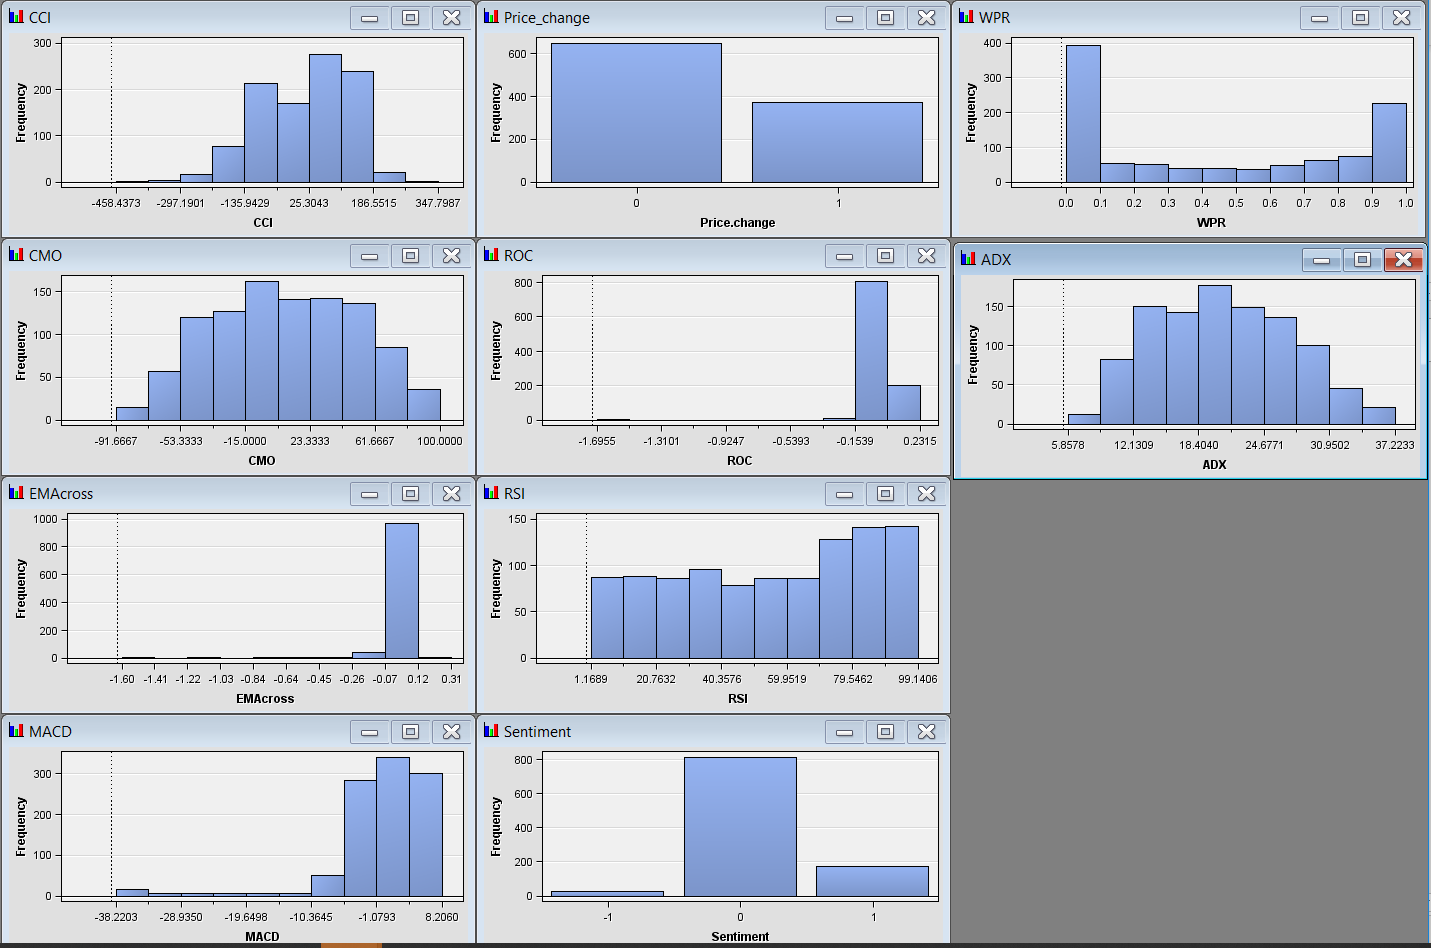 CCI
Frequency
300
200
100
0
-458.4373 -297.1901 -135.9429 25.3043 186.5515 347.7987
CCI
Price_change
Frequency
600
400
200
0
0 1
Price.change
WPR
Frequency
400
300
200
100
0
0.0 0.1 0.2 0.3 0.4 0.5 0.6 0.7 0.8 0.9 1.0
WPR
CMO
Frequency
150
100
50
0
-91.6667 -53.3333 -15.0000 23.3333 61.6667 100.0000
CMO
ROC
Frequency
800
600
400
200
0
-1.6955 -1.3101 -0.9247 -0.5393 -0.1539 0.2315
ROC
ADX
Frequency
150
100
50
0
5.8578 12.1309 18.4040 24.6771 30.9502 37.2233
ADX
EMAcross
Frequency
1000
800
600
400
200
0
-1.60 -1.41 -1.22 -1.03 -0.84 -0.64 -0.45 -0.26 -0.07 0.12 0.31
EMAcross
RSI
Frequency
150
100
50
0
1.1689 20.7632 40.3576 59.9519 79.5462 99.1406
RSI
MACD
Frequency
300
200
100
0
-38.2203 -28.9350 -19.6498 -10.3645 -1.0793 8.2060
MACD
Sentiment
Frequency
800
600
400
200
0
-1 0 1
Sentiment